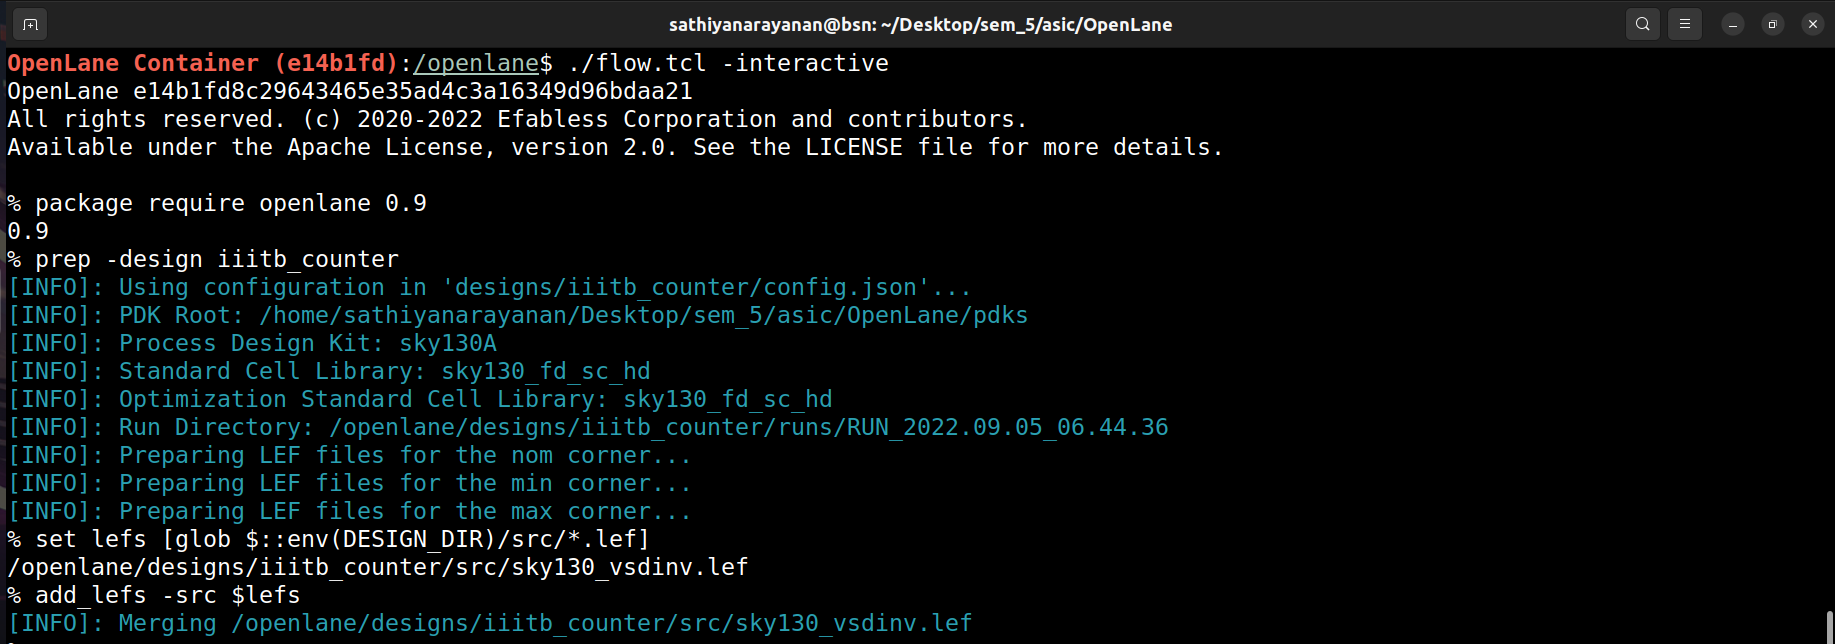 sathiyanarayanan@bsn: ~/Desktop/sem_5/asic/OpenLane
OpenLane Container (e14b1fd):/openlane$ ./flow.tcl -interactive
OpenLane e14b1fd8c29643465e35ad4c3a16349d96bdaa21
All rights reserved. (c) 2020-2022 Efabless Corporation and contributors.
Available under the Apache License, version 2.0. See the LICENSE file for more details.
% package require openlane 0.9
0.9
% prep -design iiitb_counter
[INFO]: Using configuration in 'designs/iiitb_counter/config.json'...
[INFO]: PDK Root: /home/sathiyanarayanan/Desktop/sem_5/asic/OpenLane/pdks
[INFO]: Process Design Kit: sky130A
[INFO]: Standard Cell Library: sky130_fd_sc_hd
[INFO]: Optimization Standard Cell Library: sky130_fd_sc_hd
[INFO]: Run Directory: /openlane/designs/iiitb_counter/runs/RUN_2022.09.05_06.44.36
[INFO]: Preparing LEF files for the nom corner...
[INFO]: Preparing LEF files for the min corner...
[INFO]: Preparing LEF files for the max corner...
% set lefs [glob $::env(DESIGN_DIR)/src/*.lef]
/openlane/designs/iiitb_counter/src/sky130_vsdinv.lef
% add_lefs -src $lefs
[INFO]: Merging /openlane/designs/iiitb_counter/src/sky130_vsdinv.lef